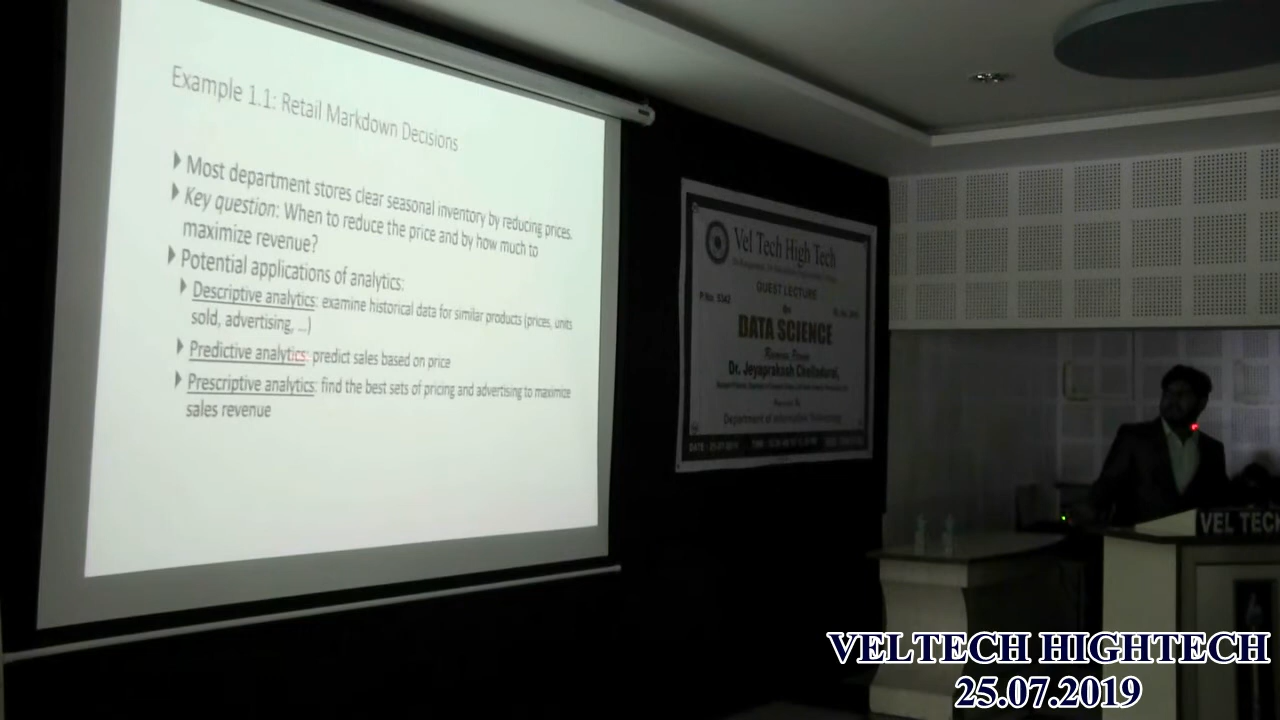 Example 1.1: Retail Markdown Decisions
Most department stores clear seasonal inventory by reducing prices.
Key question: When to reduce the price and by how much to
maximize revenue?
Potential applications of analytics:
Descriptive analytics: examine historical data for similar products (prices, units
sold, advertising, ...)
Predictive analytics: predict sales based on price
Prescriptive analytics: find the best sets of pricing and advertising to maximize
sales revenue
Vel Tech High Tech
GUEST LECTURE
On
DATA SCIENCE
Dr. Jeyaprakash Chelladurai,
Department of Information Technology
VEL TEC
VELTECH HIGHTECH
25.07.2019